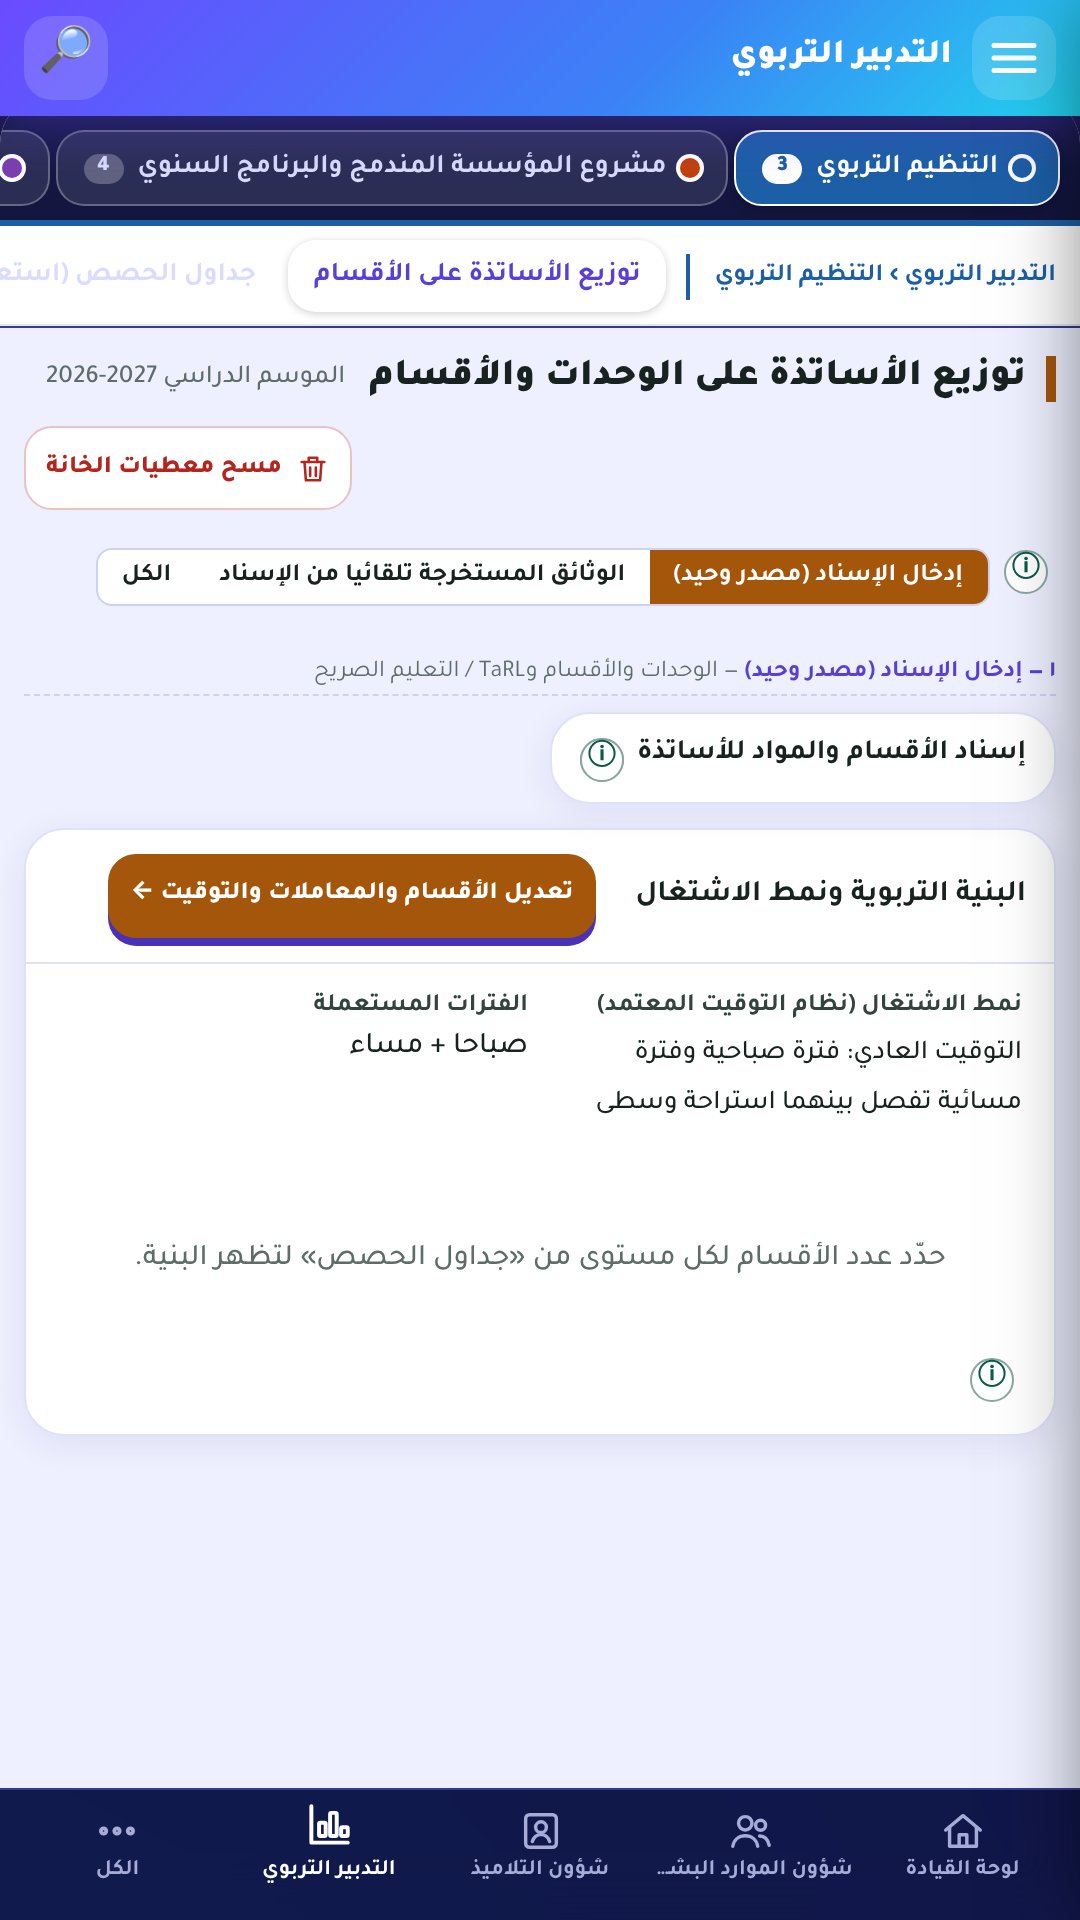 التدبير التربوي
التنظيم التربوي 3
مشروع المؤسسة المندمج والبرنامج السنوي 4
التدبير التربوي › التنظيم التربوي
توزيع الأساتذة على الأقسام
جداول الحصص
توزيع الأساتذة على الوحدات والأقسام
الموسم الدراسي 2027-2026
مسح معطيات الخانة
إدخال الإسناد (مصدر وحيد)
الوثائق المستخرجة تلقائيا من الإسناد
الكل
١ – إدخال الإسناد (مصدر وحيد) – الوحدات والأقسام وTaRL / التعليم الصريح
إسناد الأقسام والمواد للأساتذة
البنية التربوية ونمط الاشتغال
تعديل الأقسام والمعاملات والتوقيت ←
نمط الاشتغال (نظام التوقيت المعتمد)
التوقيت العادي: فترة صباحية وفترة
مسائية تفصل بينهما استراحة وسطى
الفترات المستعملة
صباحا + مساء
حدّد عدد الأقسام لكل مستوى من «جداول الحصص» لتظهر البنية.
لوحة القيادة
شؤون الموارد البشـ...
شؤون التلاميذ
التدبير التربوي
الكل